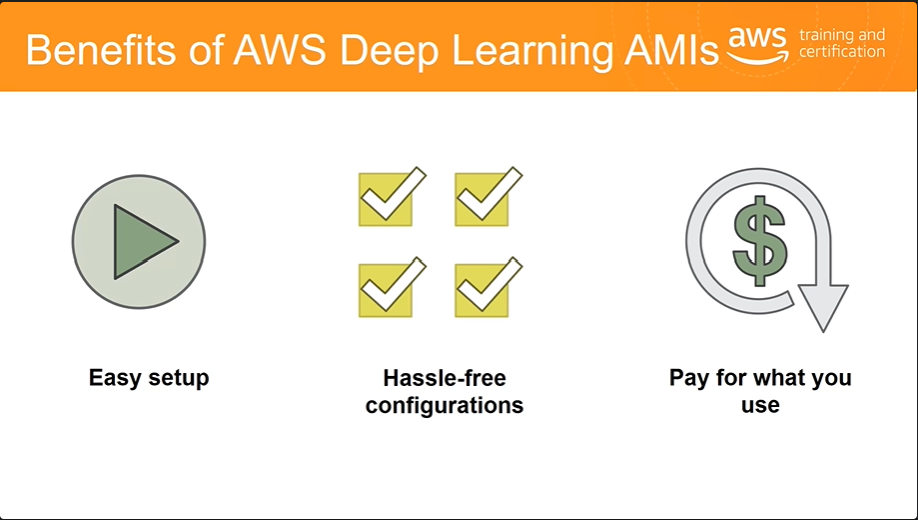 Benefits of AWS Deep Learning AMIs
aws
training and
certification
Easy setup
Hassle-free
configurations
Pay for what you
use